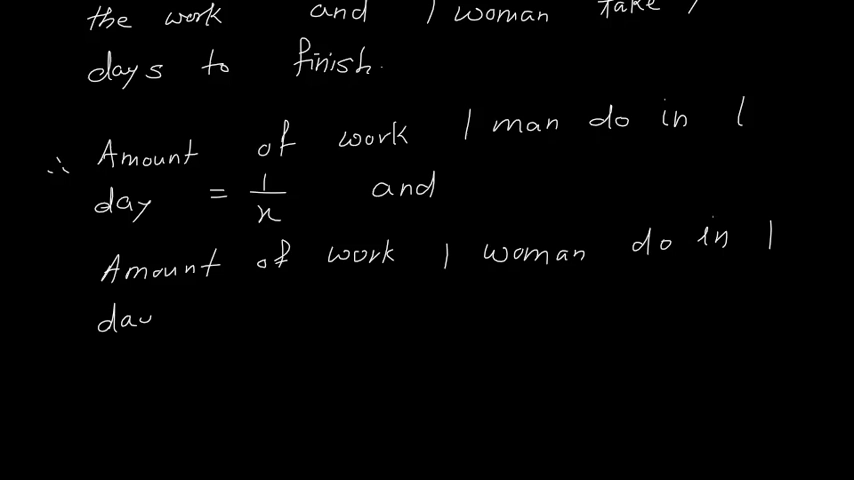 the work and 1 woman take
days to finish.
∴ Amount of work 1 man do in 1
day = 1/x and
Amount of work 1 woman do in 1
day